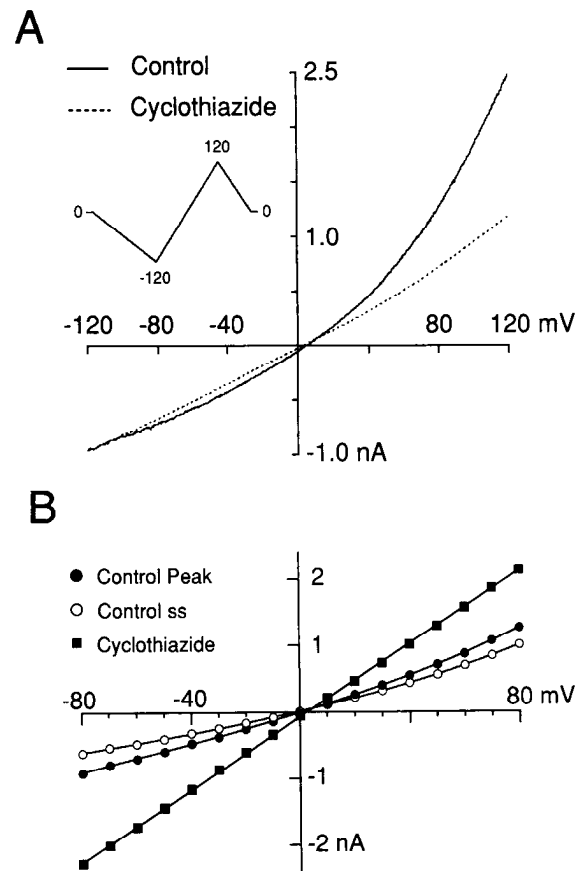 A
Control
Cyclothiazide
120
0
0
-120
2.5
1.0
-120 -80 -40
80 120 mV
-1.0 nA
B
Control Peak
Control ss
Cyclothiazide
2
1
-80 -40
80 mV
-1
-2 nA